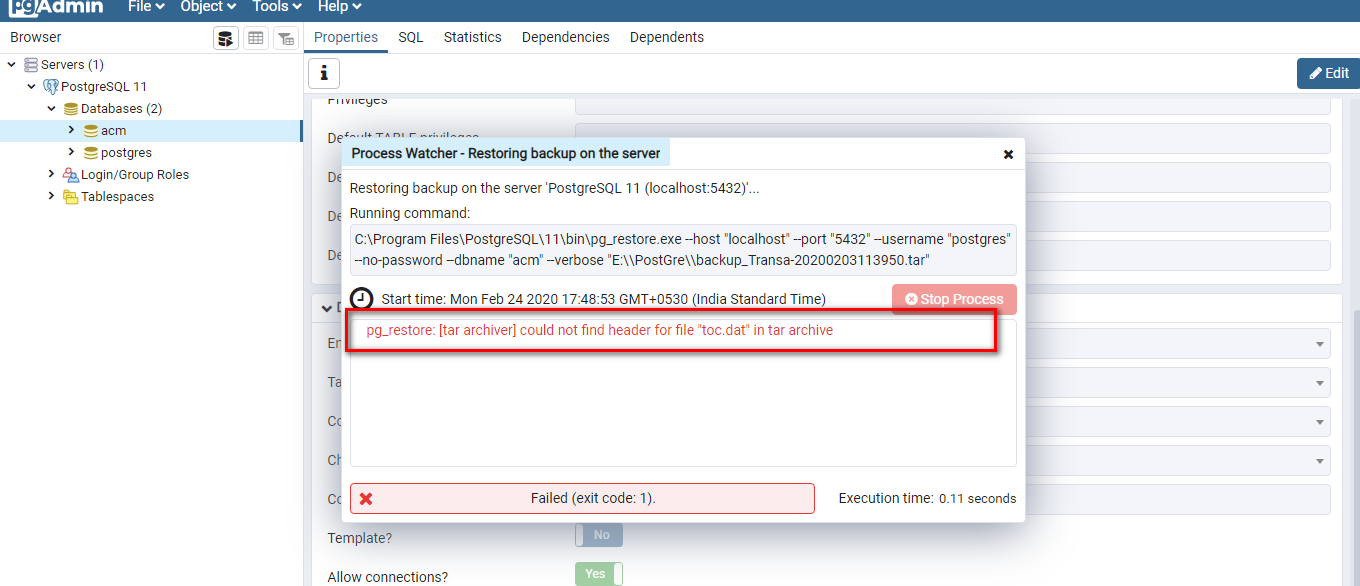 pgAdmin File Object Tools Help
Browser
Properties SQL Statistics Dependencies Dependents
Servers (1)
PostgreSQL 11
Databases (2)
acm
postgres
Login/Group Roles
Tablespaces
i
Edit
Privileges
Default TABLE privileges
De
De
De
Process Watcher - Restoring backup on the server
Restoring backup on the server 'PostgreSQL 11 (localhost:5432)'...
Running command:
C:\Program Files\PostgreSQL\11\bin\pg_restore.exe --host "localhost" --port "5432" --username "postgres"
--no-password --dbname "acm" --verbose "E:\\PostGre\\backup_Transa-20200203113950.tar"
Start time: Mon Feb 24 2020 17:48:53 GMT+0530 (India Standard Time)
Stop Process
pg_restore: [tar archiver] could not find header for file "toc.dat" in tar archive
En
Ta
Co
Ch
Co
Failed (exit code: 1).
Execution time: 0.11 seconds
Template?
No
Allow connections?
Yes